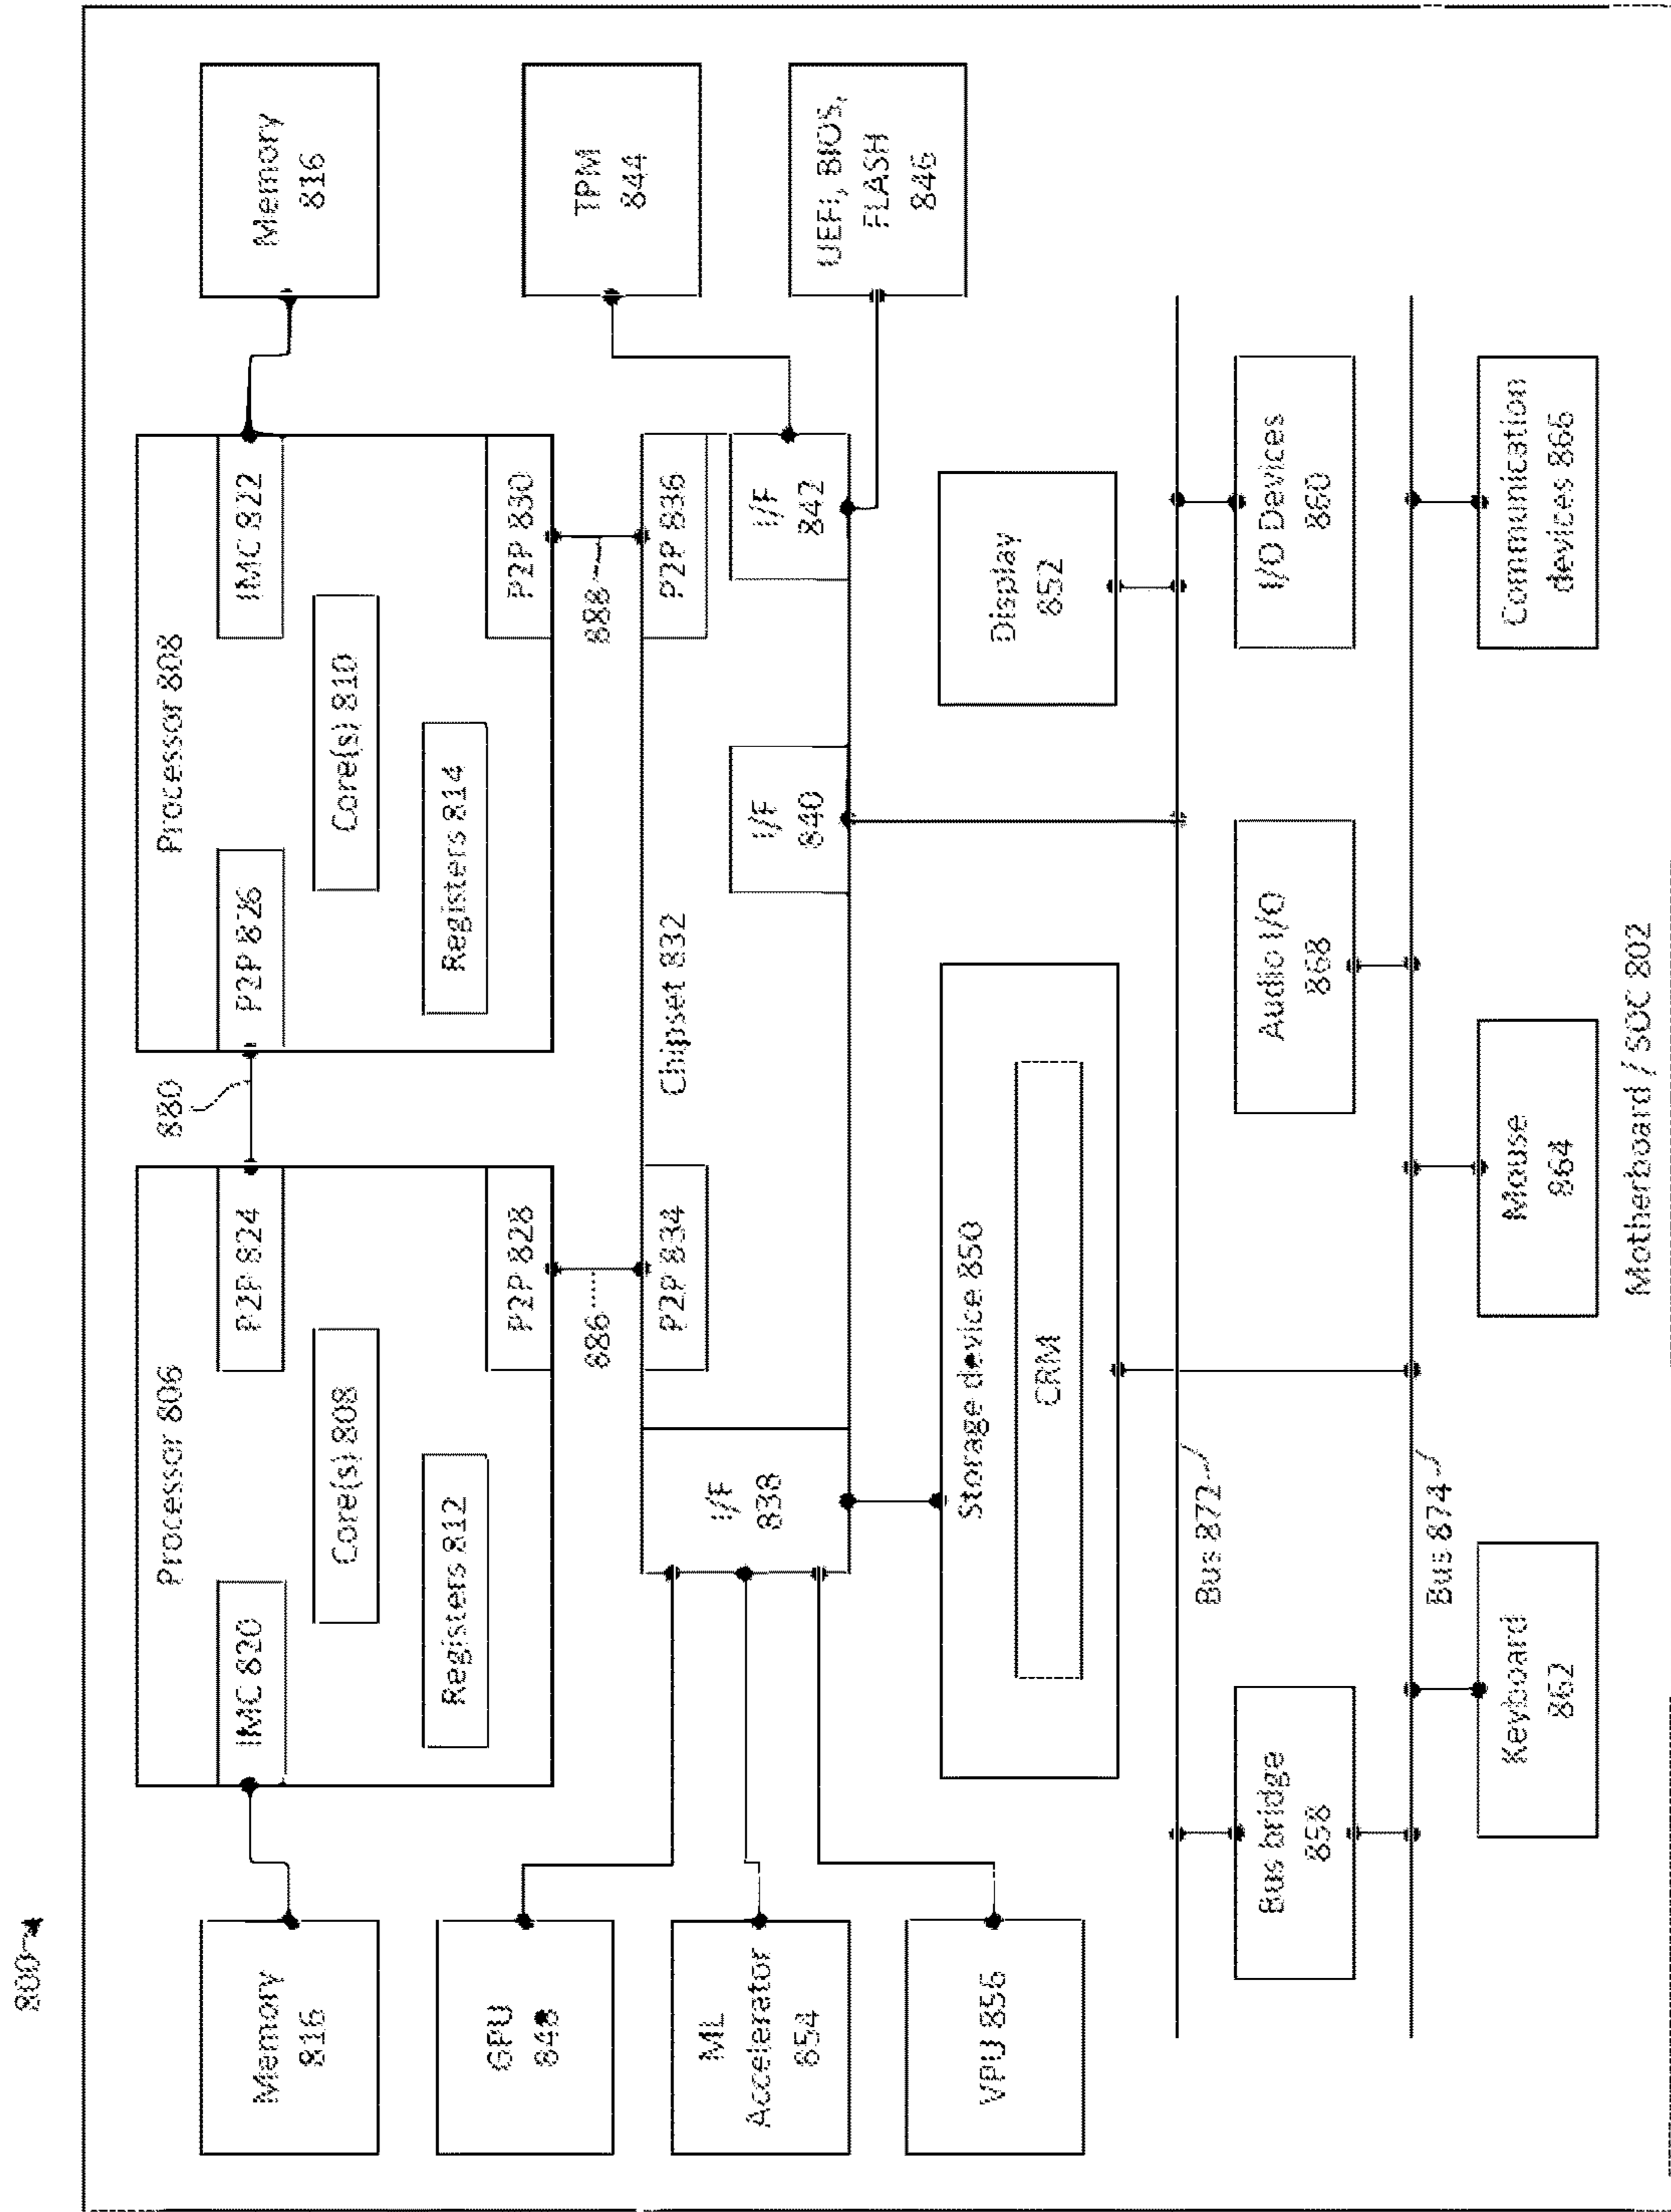 800
Processor 806
Processor 808
Memory
816
IMC 820
P2P 824
880
P2P 826
IMC 822
Memory
816
Core(s) 808
Core(s) 810
Registers 812
Registers 814
P2P 828
P2P 830
GPU
848
886
888
TPM
844
I/F
838
P2P 834
Chipset 832
P2P 836
I/F
840
I/F
842
ML
Accelerator
854
UEFI, BIOS,
FLASH
846
VPU 856
Storage device 850
CRM
Display
852
Bus 872
Bus bridge
858
Audio I/O
868
I/O Devices
860
Bus 874
Keyboard
862
Mouse
864
Communication
devices 866
Motherboard / SOC 802